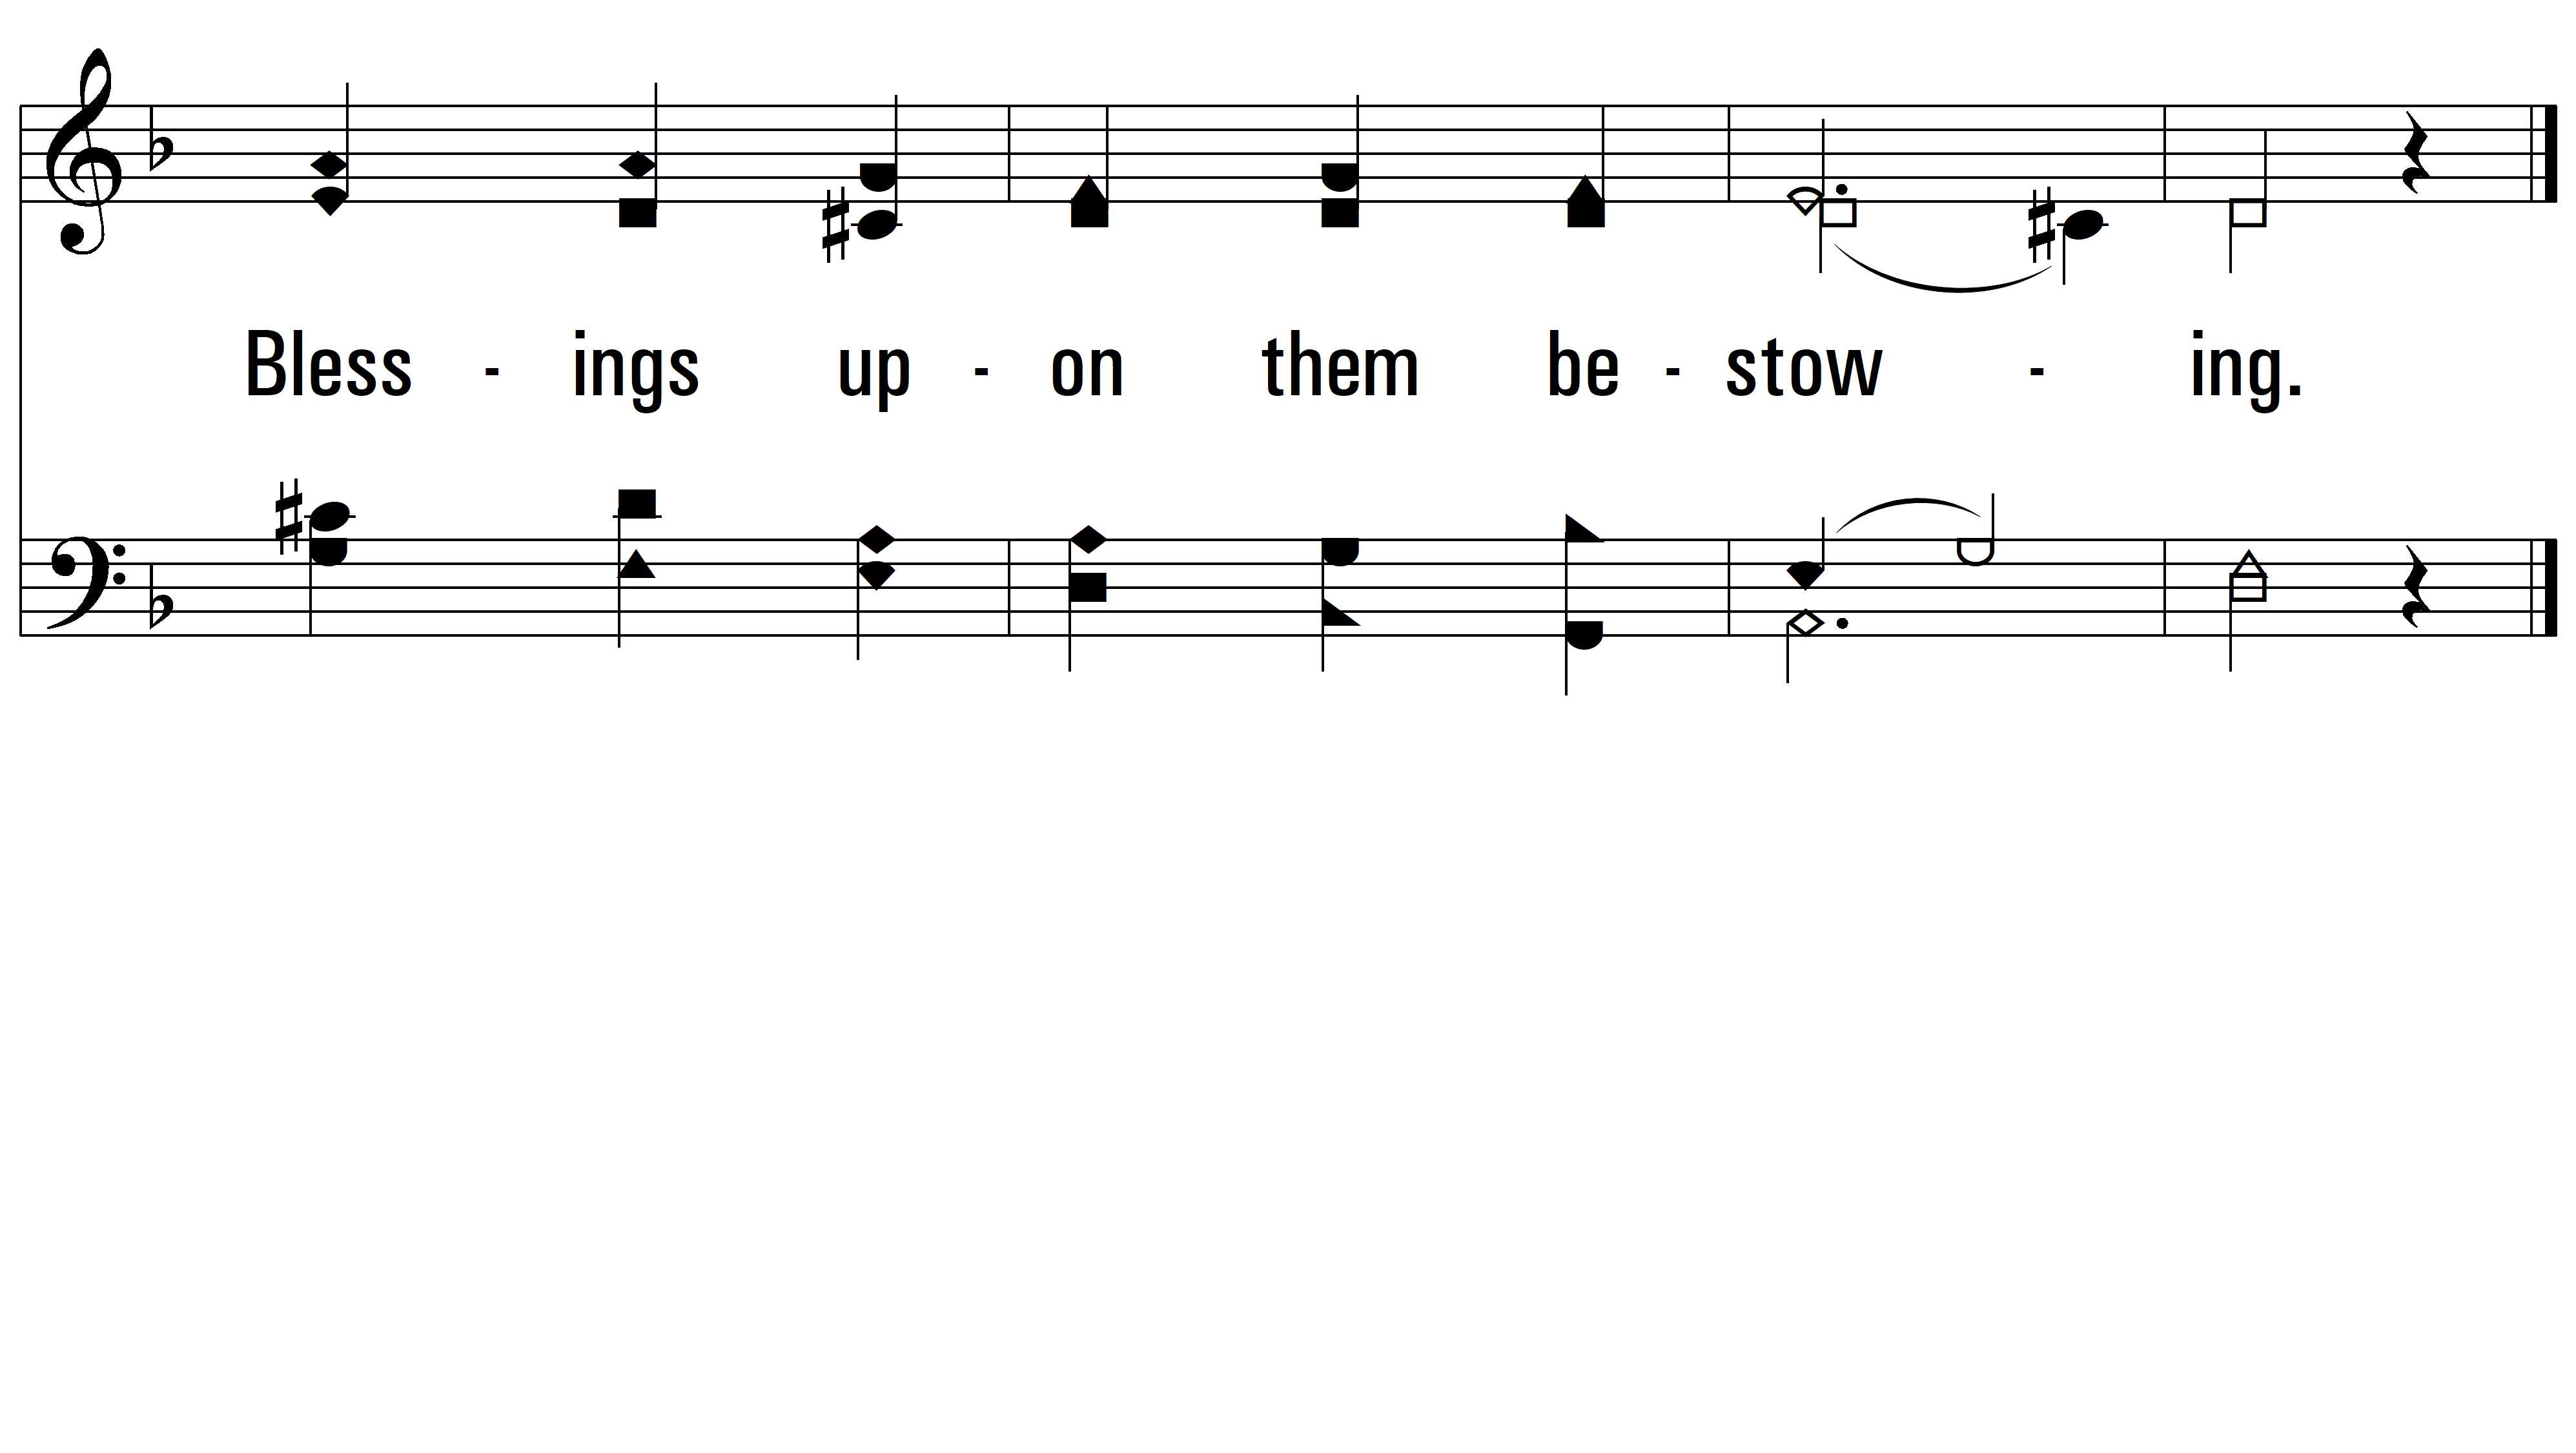 Bless - ings up - on them be - stow - ing.